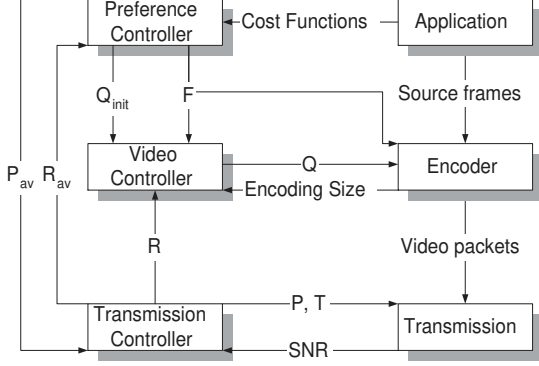 Preference
Controller
Cost Functions
Application
Q_init
F
Source frames
P_av R_av
Video
Controller
Q
Encoding Size
Encoder
R
Video packets
Transmission
Controller
P, T
SNR
Transmission